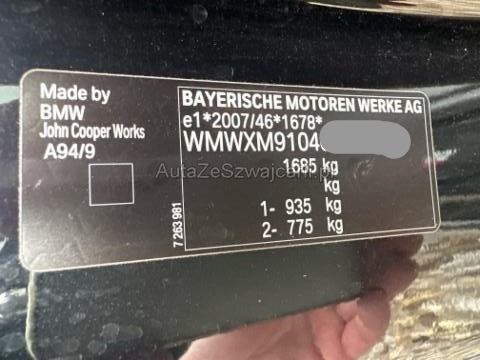 Made by
BMW
John Cooper Works
A94/9
7 263 981
BAYERISCHE MOTOREN WERKE AG
e1*2007/46*1678*
WMWXM9104
1685 kg
kg
1- 935 kg
2- 775 kg
AutaZeSzwajcarii.pl